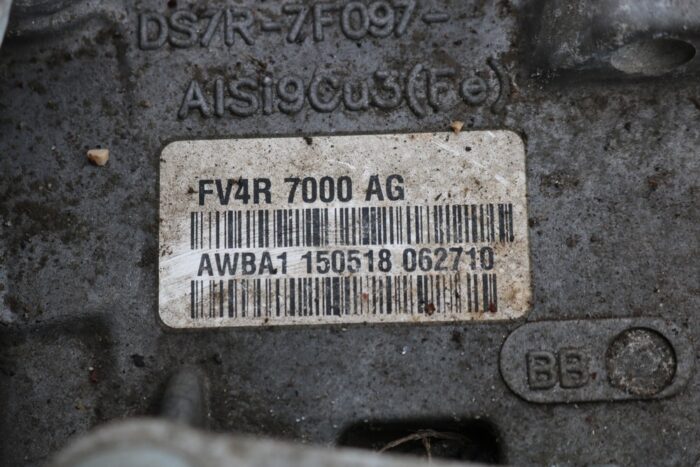 DS7R-7F097-
AlSi9Cu3(Fe)
FV4R 7000 AG
AWBA1 150518 062710
BB